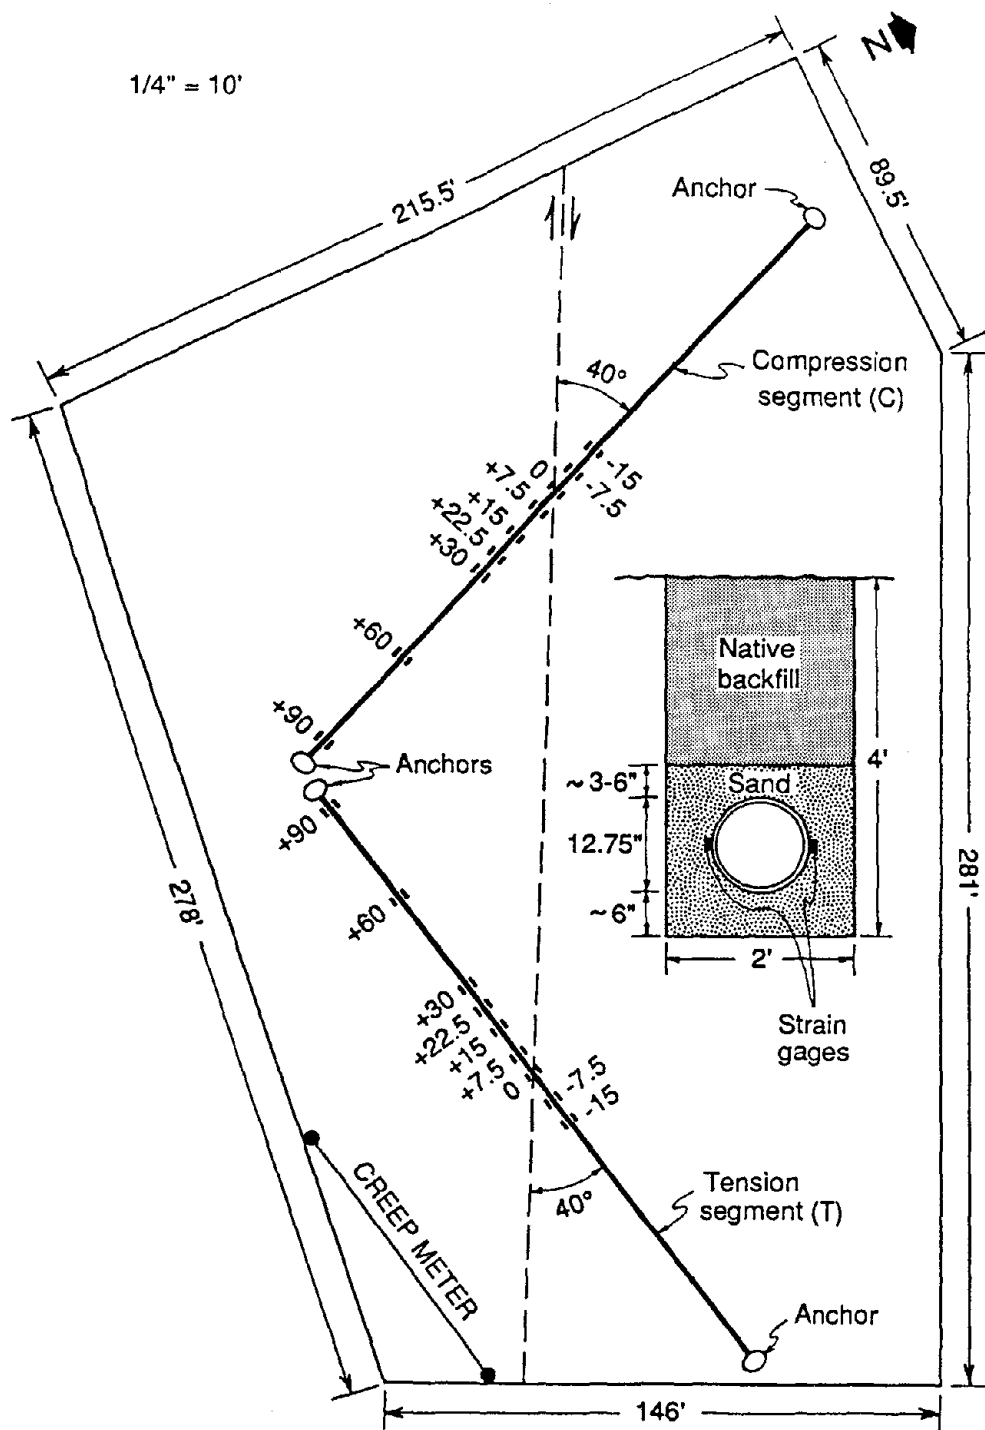 N
1/4" = 10'
215.5'
89.5'
Anchor
40°
Compression
segment (C)
0
+7.5
+15
+22.5
+30
-15
-7.5
+60
+90
Anchors
+90
+60
+30
+22.5
+15
+7.5
0
-7.5
-15
278'
281'
Native
backfill
4'
Sand
~ 3-6"
12.75"
~ 6"
2'
Strain
gages
40°
Tension
segment (T)
CREEP METER
Anchor
146'